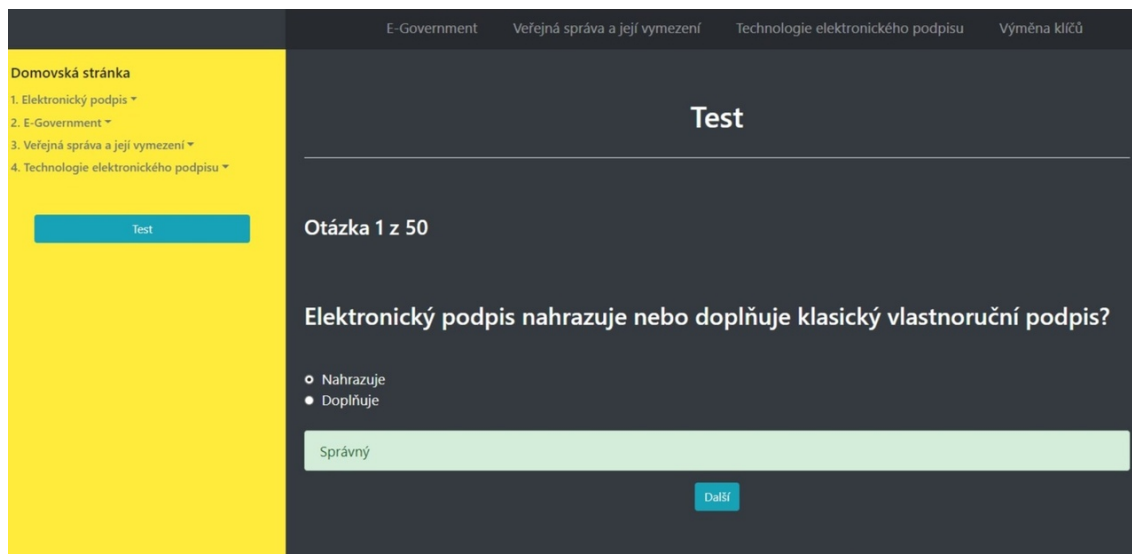 E-Government Veřejná správa a její vymezení Technologie elektronického podpisu Výměna klíčů
Domovská stránka
1. Elektronický podpis
2. E-Government
3. Veřejná správa a její vymezení
4. Technologie elektronického podpisu
Test
Test
Otázka 1 z 50
Elektronický podpis nahrazuje nebo doplňuje klasický vlastnoruční podpis?
Nahrazuje
Doplňuje
Správný
Další